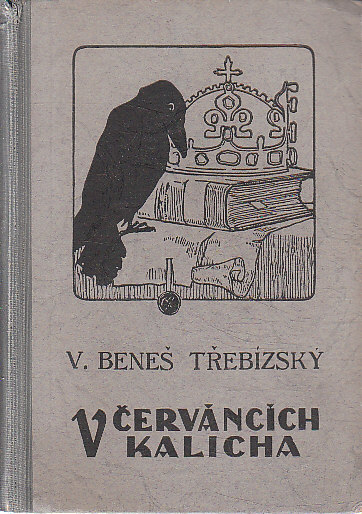 V. BENEŠ TŘEBÍZSKÝ
V ČERVÁNCÍCH
KALICHA